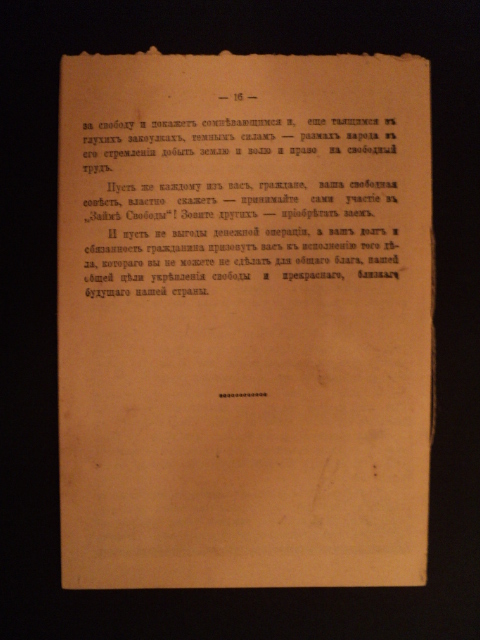 — 16 —
за свободу и покажетъ сомнѣвающимся и, еще таящимся въ
глухихъ закоулкахъ, темнымъ силамъ — размахъ народа въ
его стремленіи добыть землю и волю и право на свободный
трудъ.
Пусть же каждому изъ васъ, граждане, ваша свободная
совѣсть, властно скажетъ — принимайте сами участіе въ
„Займѣ Свободы“! Зовите другихъ — пріобрѣтать заемъ.
И пусть не выгоды денежной операціи, а вашъ долгъ и
обязанность гражданина призовутъ васъ къ исполненію того дѣ-
ла, котораго вы не можете не сдѣлать для общаго блага, нашей
общей цѣли укрѣпленія свободы и прекраснаго, близкаго
будущаго нашей страны.